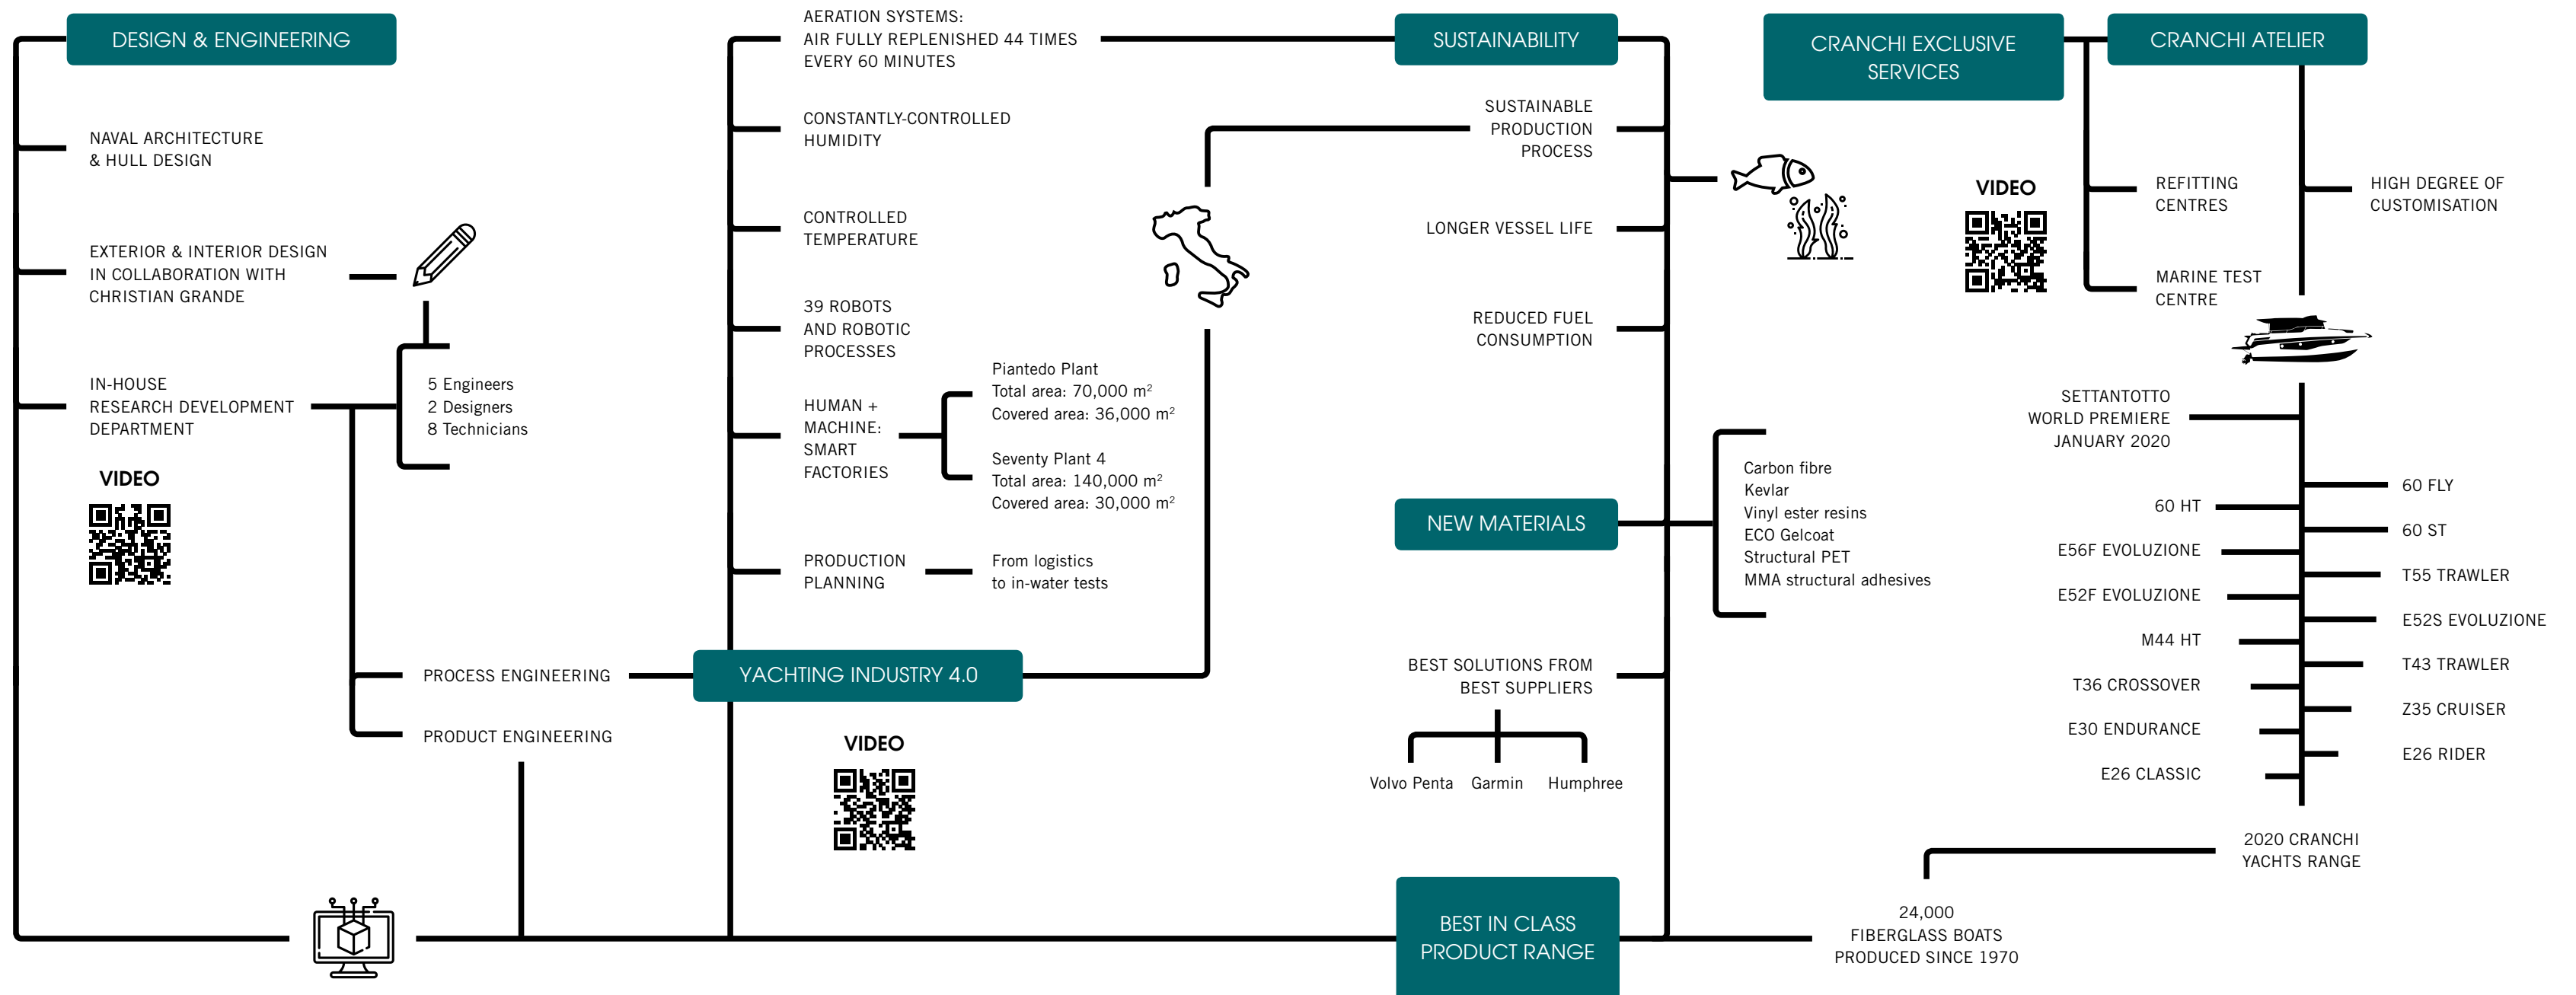 DESIGN & ENGINEERING
NAVAL ARCHITECTURE
& HULL DESIGN
EXTERIOR & INTERIOR DESIGN
IN COLLABORATION WITH
CHRISTIAN GRANDE
IN-HOUSE
RESEARCH DEVELOPMENT
DEPARTMENT
5 Engineers
2 Designers
8 Technicians
VIDEO
PROCESS ENGINEERING
PRODUCT ENGINEERING
AERATION SYSTEMS:
AIR FULLY REPLENISHED 44 TIMES
EVERY 60 MINUTES
CONSTANTLY-CONTROLLED
HUMIDITY
CONTROLLED
TEMPERATURE
39 ROBOTS
AND ROBOTIC
PROCESSES
HUMAN +
MACHINE:
SMART
FACTORIES
Piantedo Plant
Total area: 70,000 m²
Covered area: 36,000 m²
Seventy Plant 4
Total area: 140,000 m²
Covered area: 30,000 m²
PRODUCTION
PLANNING
From logistics
to in-water tests
YACHTING INDUSTRY 4.0
VIDEO
SUSTAINABILITY
SUSTAINABLE
PRODUCTION
PROCESS
LONGER VESSEL LIFE
REDUCED FUEL
CONSUMPTION
NEW MATERIALS
Carbon fibre
Kevlar
Vinyl ester resins
ECO Gelcoat
Structural PET
MMA structural adhesives
BEST SOLUTIONS FROM
BEST SUPPLIERS
Volvo Penta
Garmin
Humphree
BEST IN CLASS
PRODUCT RANGE
CRANCHI EXCLUSIVE
SERVICES
CRANCHI ATELIER
VIDEO
REFITTING
CENTRES
MARINE TEST
CENTRE
HIGH DEGREE OF
CUSTOMISATION
SETTANTOTTO
WORLD PREMIERE
JANUARY 2020
60 FLY
60 HT
60 ST
E56F EVOLUZIONE
T55 TRAWLER
E52F EVOLUZIONE
E52S EVOLUZIONE
M44 HT
T43 TRAWLER
T36 CROSSOVER
Z35 CRUISER
E30 ENDURANCE
E26 RIDER
E26 CLASSIC
2020 CRANCHI
YACHTS RANGE
24,000
FIBERGLASS BOATS
PRODUCED SINCE 1970